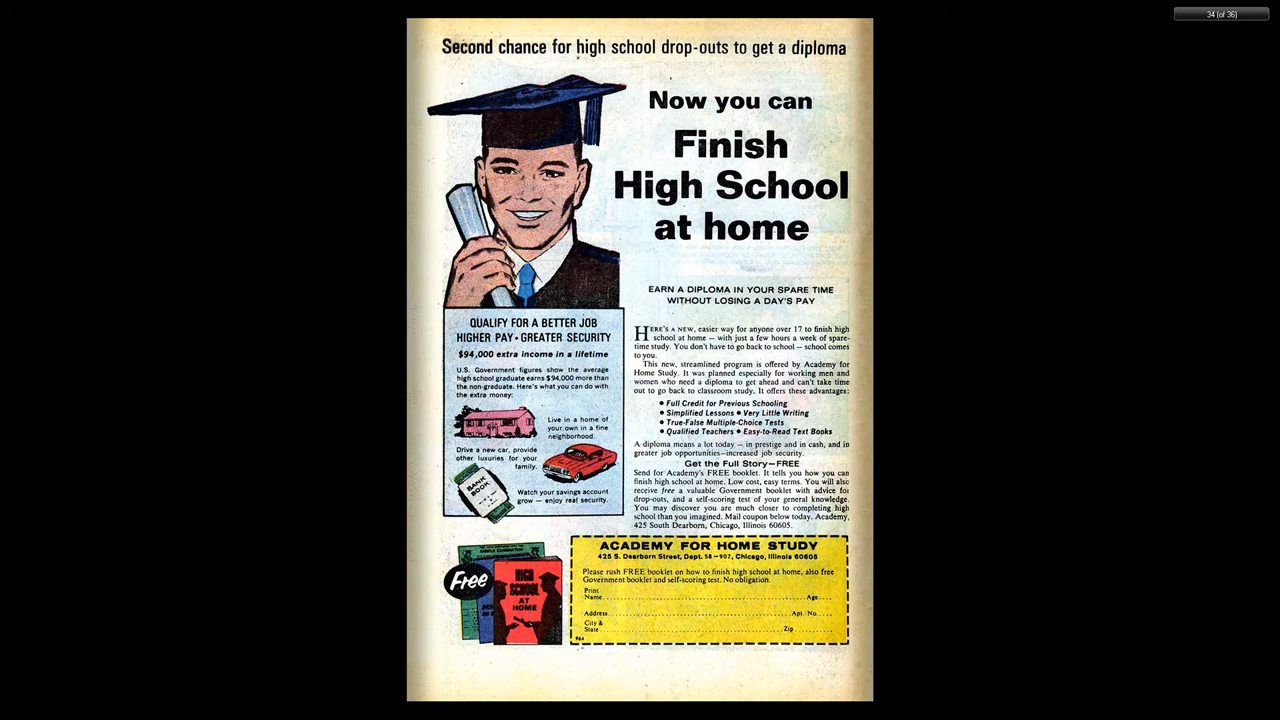 34 (of 36)
Second chance for high school drop-outs to get a diploma
Now you can
Finish
High School
at home
EARN A DIPLOMA IN YOUR SPARE TIME
WITHOUT LOSING A DAY'S PAY
QUALIFY FOR A BETTER JOB
HIGHER PAY • GREATER SECURITY
$94,000 extra income in a lifetime
U.S. Government figures show the average
high school graduate earns $94,000 more than
the non-graduate. Here's what you can do with
the extra money:
Live in a home of
your own in a fine
neighborhood.
Drive a new car, provide
other luxuries for your
family.
BANK
BOOK
Watch your savings account
grow — enjoy real security.
HERE'S A NEW, easier way for anyone over 17 to finish high
school at home — with just a few hours a week of spare-
time study. You don't have to go back to school — school comes
to you.
This new, streamlined program is offered by Academy for
Home Study. It was planned especially for working men and
women who need a diploma to get ahead and can't take time
out to go back to classroom study. It offers these advantages:
• Full Credit for Previous Schooling
• Simplified Lessons • Very Little Writing
• True-False Multiple-Choice Tests
• Qualified Teachers • Easy-to-Read Text Books
A diploma means a lot today — in prestige and in cash, and in
greater job opportunities—increased job security.
Get the Full Story—FREE
Send for Academy's FREE booklet. It tells you how you can
finish high school at home. Low cost, easy terms. You will also
receive free a valuable Government booklet with advice for
drop-outs, and a self-scoring test of your general knowledge.
You may discover you are much closer to completing high
school than you imagined. Mail coupon below today. Academy,
425 South Dearborn, Chicago, Illinois 60605.
Free
SAMPLE EXAMINATION
HIGH
SCHOOL
AT
HOME
ACADEMY FOR HOME STUDY
425 S. Dearborn Street, Dept. 58-907, Chicago, Illinois 60605
Please rush FREE booklet on how to finish high school at home, also free
Government booklet and self-scoring test. No obligation.
Print
Name Age
Address Apt. No.
City &
State Zip